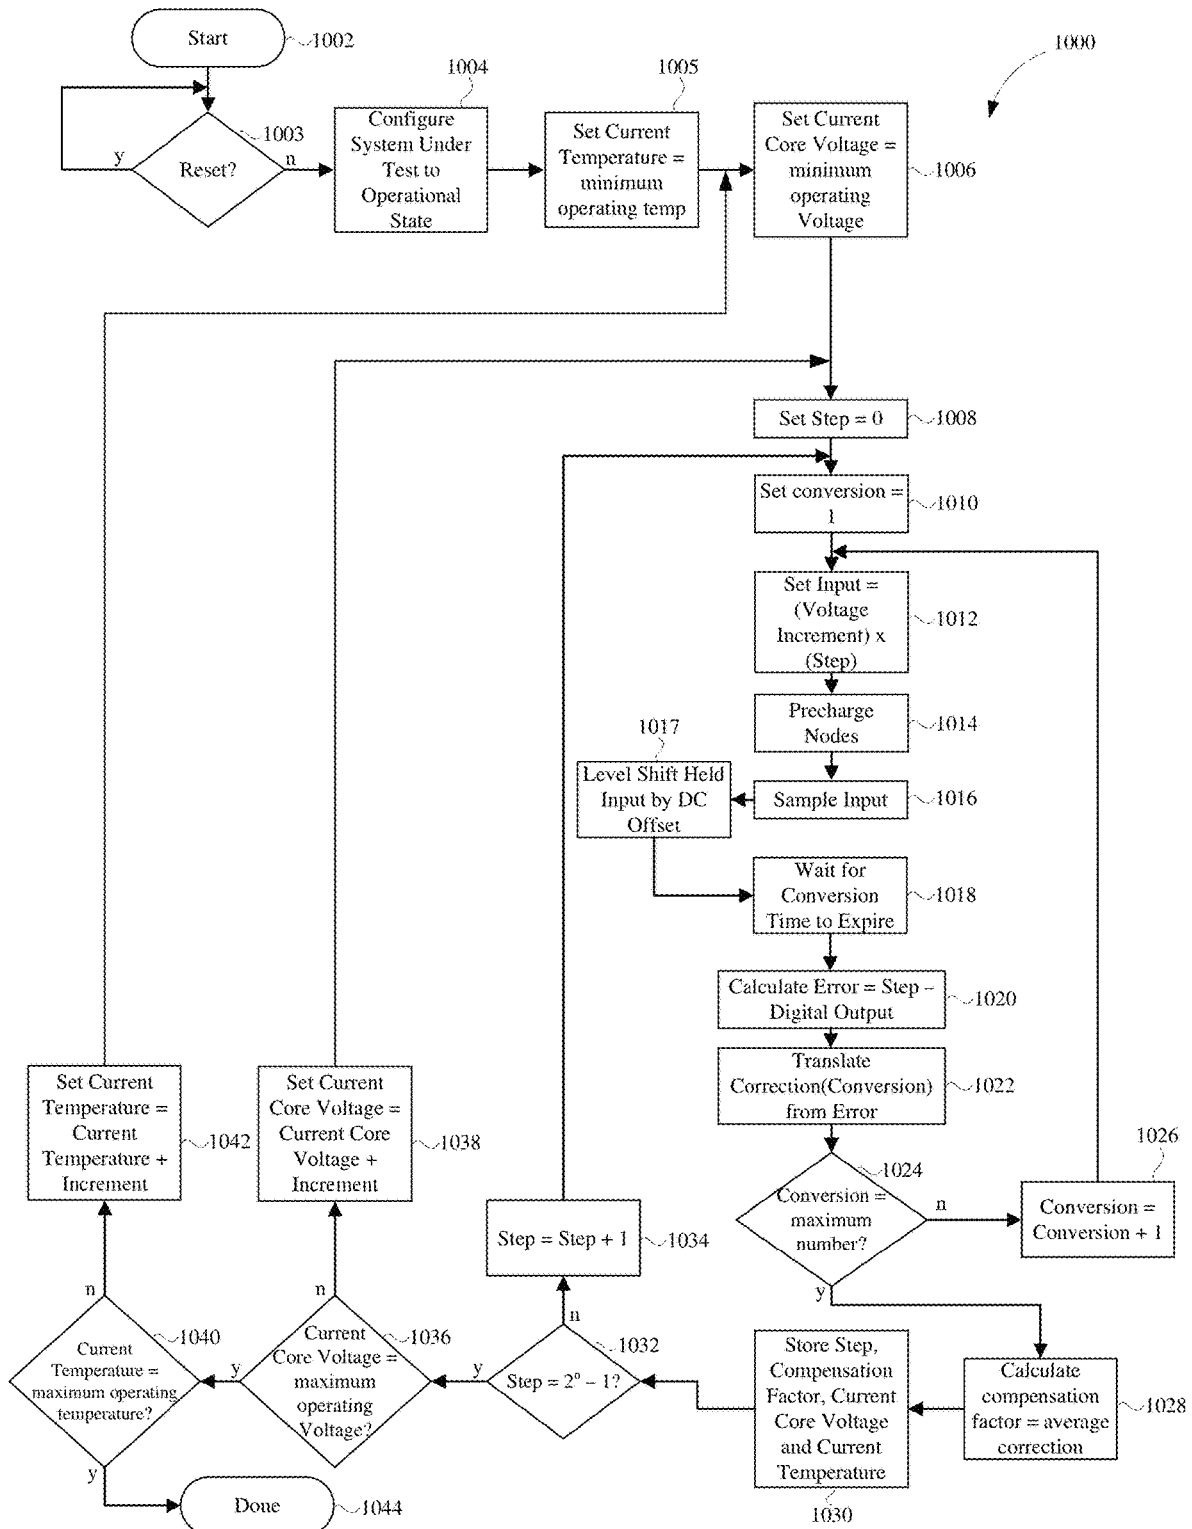 Start
1002
1000
1003
Reset?
y
n
1004
Configure
System Under
Test to
Operational
State
1005
Set Current
Temperature =
minimum
operating temp
Set Current
Core Voltage =
minimum
operating
Voltage
1006
Set Step = 0
1008
Set conversion =
1
1010
Set Input =
(Voltage
Increment) x
(Step)
1012
Precharge
Nodes
1014
1017
Level Shift Held
Input by DC
Offset
Sample Input
1016
Wait for
Conversion
Time to Expire
1018
Calculate Error = Step –
Digital Output
1020
Translate
Correction(Conversion)
from Error
1022
1024
Conversion =
maximum
number?
n
y
1026
Conversion =
Conversion + 1
Calculate
compensation
factor = average
correction
1028
Store Step,
Compensation
Factor, Current
Core Voltage
and Current
Temperature
1030
1032
Step = 2ⁿ – 1?
n
y
Step = Step + 1
1034
1036
Current
Core Voltage =
maximum
operating
Voltage?
n
y
Set Current
Core Voltage =
Current Core
Voltage +
Increment
1038
1040
Current
Temperature =
maximum operating
temperature?
n
y
Set Current
Temperature =
Current
Temperature +
Increment
1042
Done
1044